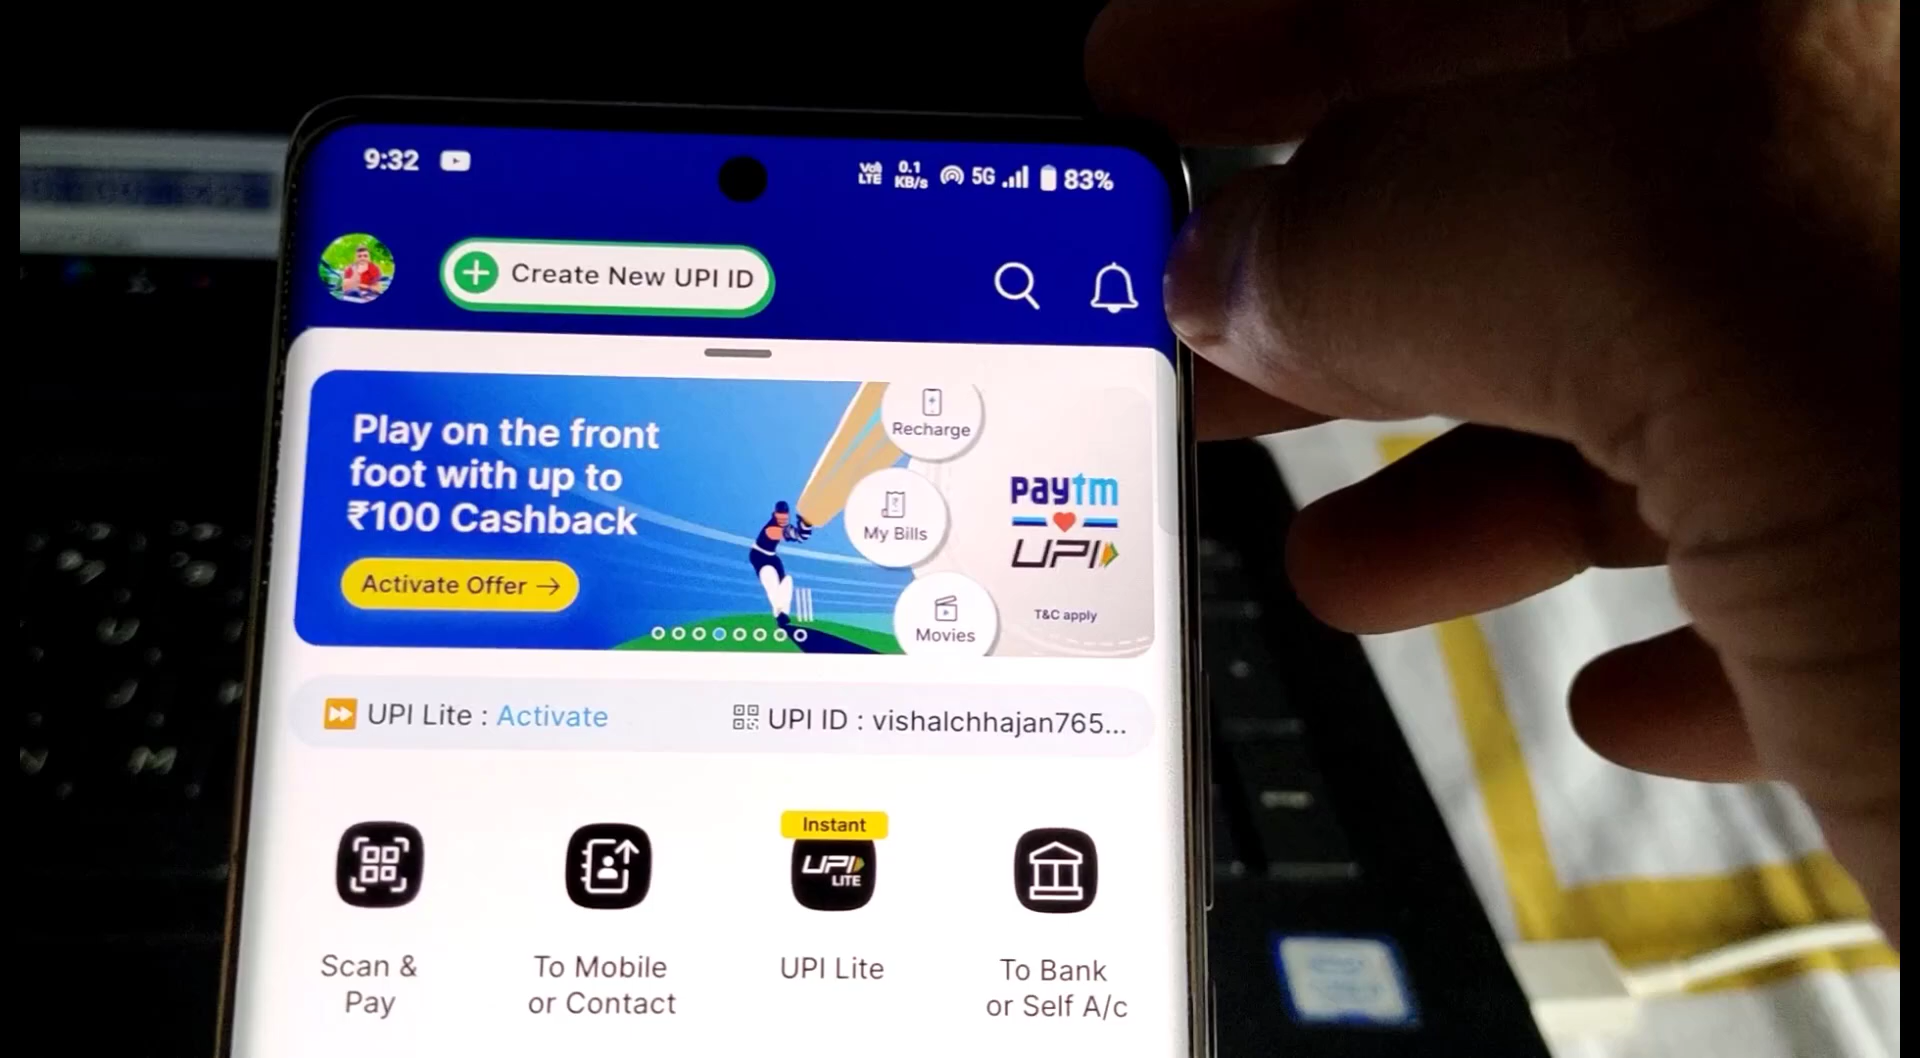 9:32
Vo)) LTE 0.1 KB/s 5G 83%
Create New UPI ID
Play on the front
foot with up to
₹100 Cashback
Activate Offer →
Recharge
My Bills
Movies
paytm
UPI
T&C apply
UPI Lite : Activate
UPI ID : vishalchhajan765...
Instant
UPI
LITE
Scan &
Pay
To Mobile
or Contact
UPI Lite
To Bank
or Self A/c
M